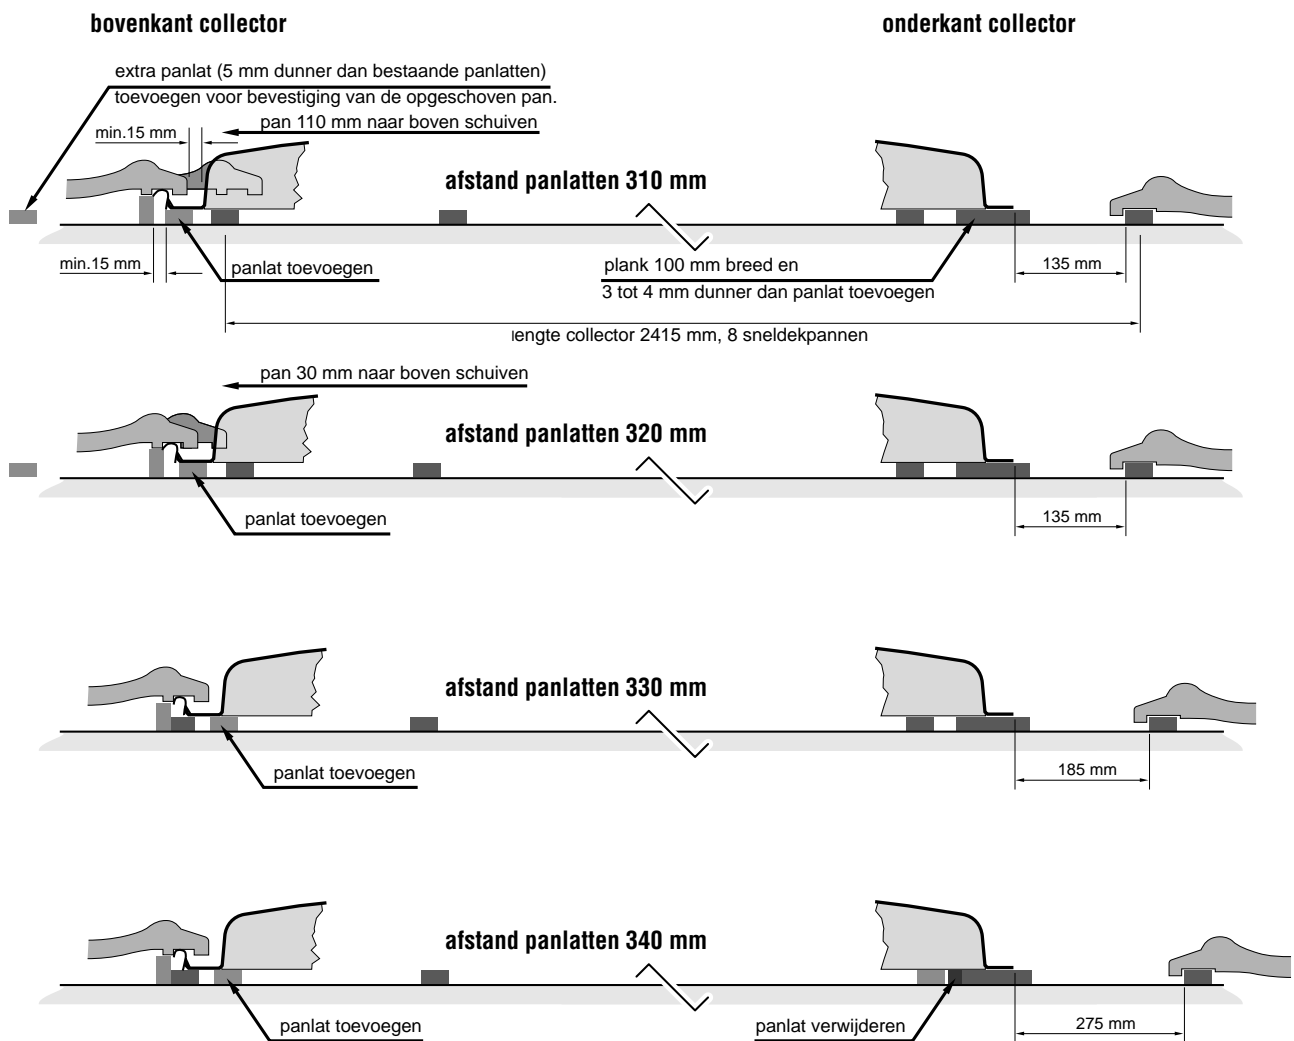 bovenkant collector
onderkant collector
extra panlat (5 mm dunner dan bestaande panlatten)
toevoegen voor bevestiging van de opgeschoven pan.
min.15 mm
pan 110 mm naar boven schuiven
afstand panlatten 310 mm
min.15 mm
panlat toevoegen
plank 100 mm breed en
3 tot 4 mm dunner dan panlat toevoegen
135 mm
lengte collector 2415 mm, 8 sneldekpannen
pan 30 mm naar boven schuiven
afstand panlatten 320 mm
panlat toevoegen
135 mm
afstand panlatten 330 mm
panlat toevoegen
185 mm
afstand panlatten 340 mm
panlat toevoegen
panlat verwijderen
275 mm